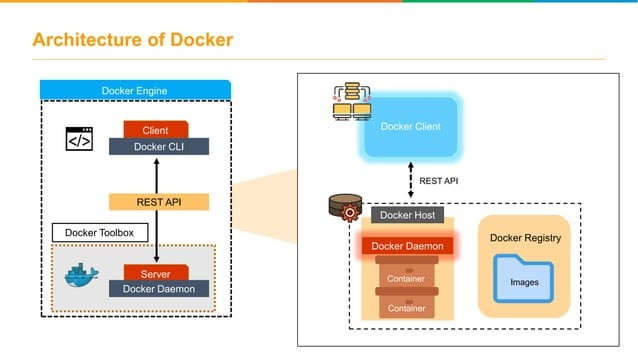 Architecture of Docker
Docker Engine
Client
</>
Docker CLI
REST API
Docker Toolbox
Server
Docker Daemon
Docker Client
REST API
Docker Host
Docker Daemon
Container
Container
Docker Registry
Images